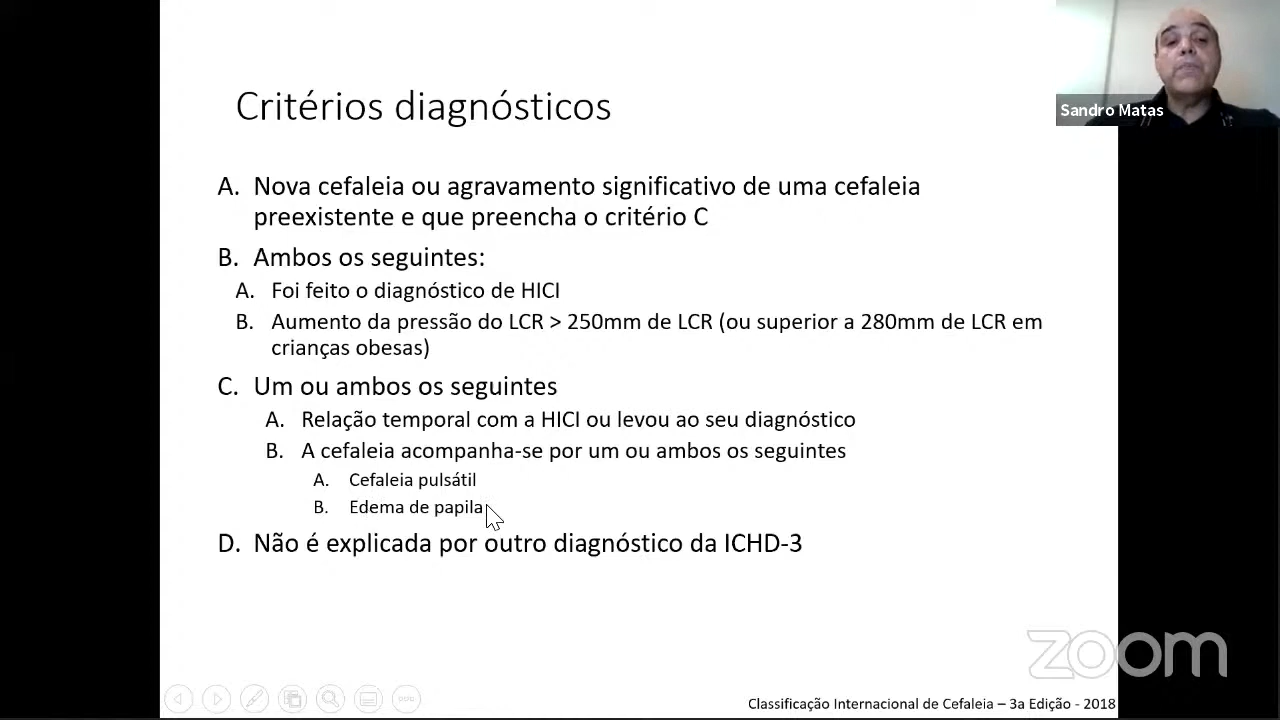 Critérios diagnósticos
Sandro Matas
A. Nova cefaleia ou agravamento significativo de uma cefaleia
preexistente e que preencha o critério C
B. Ambos os seguintes:
A. Foi feito o diagnóstico de HICI
B. Aumento da pressão do LCR > 250mm de LCR (ou superior a 280mm de LCR em
crianças obesas)
C. Um ou ambos os seguintes
A. Relação temporal com a HICI ou levou ao seu diagnóstico
B. A cefaleia acompanha-se por um ou ambos os seguintes
A. Cefaleia pulsátil
B. Edema de papila
D. Não é explicada por outro diagnóstico da ICHD-3
zoom
Classificação Internacional de Cefaleia – 3a Edição - 2018